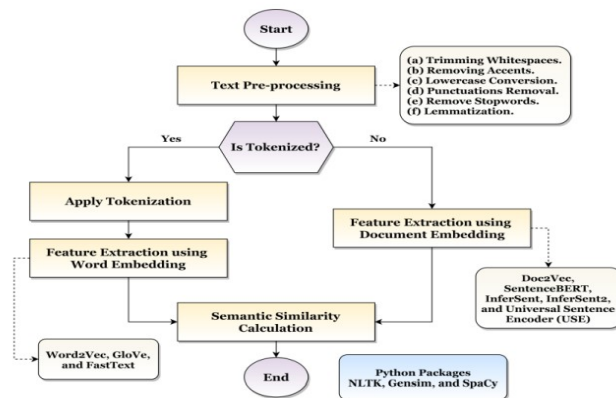 Start
Text Pre-processing
(a) Trimming Whitespaces.
(b) Removing Accents.
(c) Lowercase Conversion.
(d) Punctuations Removal.
(e) Remove Stopwords.
(f) Lemmatization.
Yes
Is Tokenized?
No
Apply Tokenization
Feature Extraction using
Document Embedding
Feature Extraction using
Word Embedding
Doc2Vec,
SentenceBERT,
InferSent, InferSent2,
and Universal Sentence
Encoder (USE)
Semantic Similarity
Calculation
Word2Vec, GloVe,
and FastText
End
Python Packages
NLTK, Gensim, and SpaCy